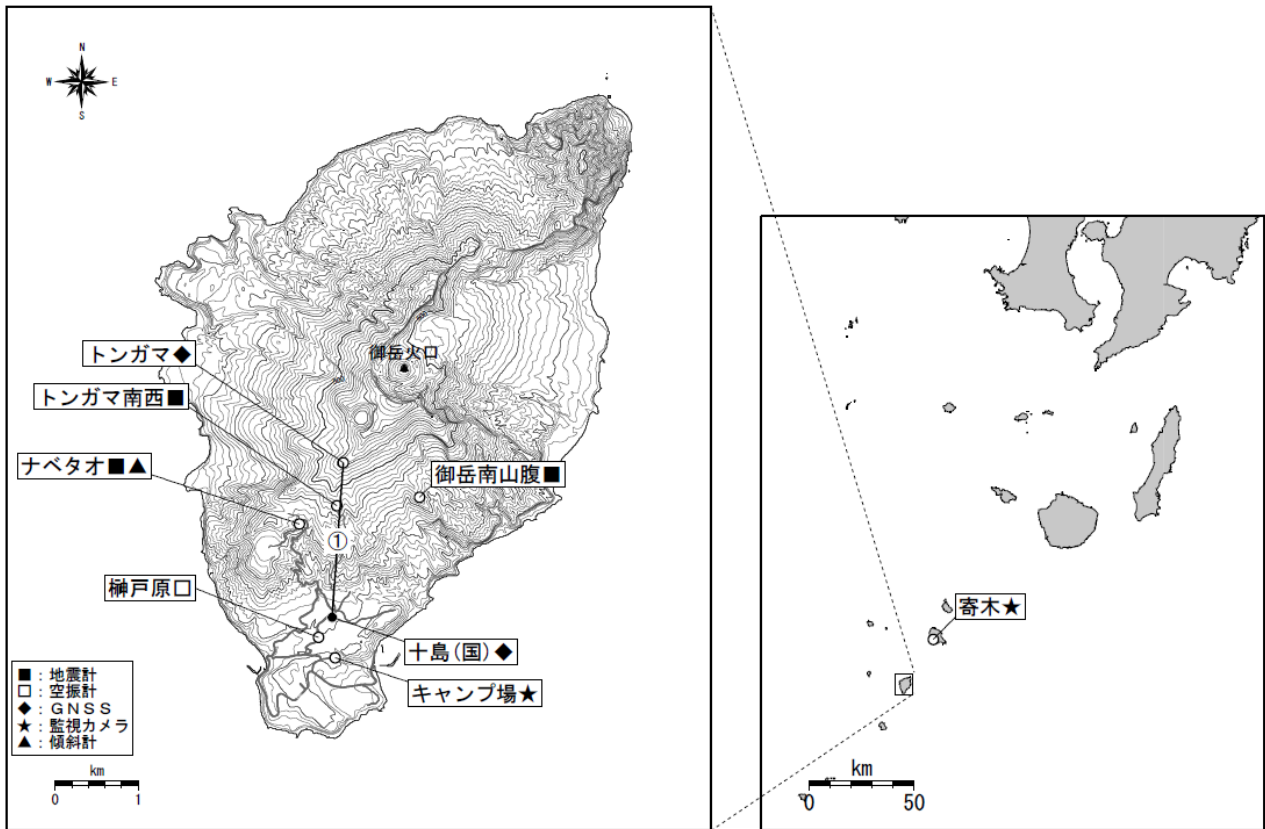 N
W E
S
トンガマ◆
御岳火口
トンガマ南西■
ナベタオ■▲
御岳南山腹■
①
榊戸原□
十島(国)◆
キャンプ場★
■：地震計
□：空振計
◆：GNSS
★：監視カメラ
▲：傾斜計
km
0 1
寄木★
km
0 50